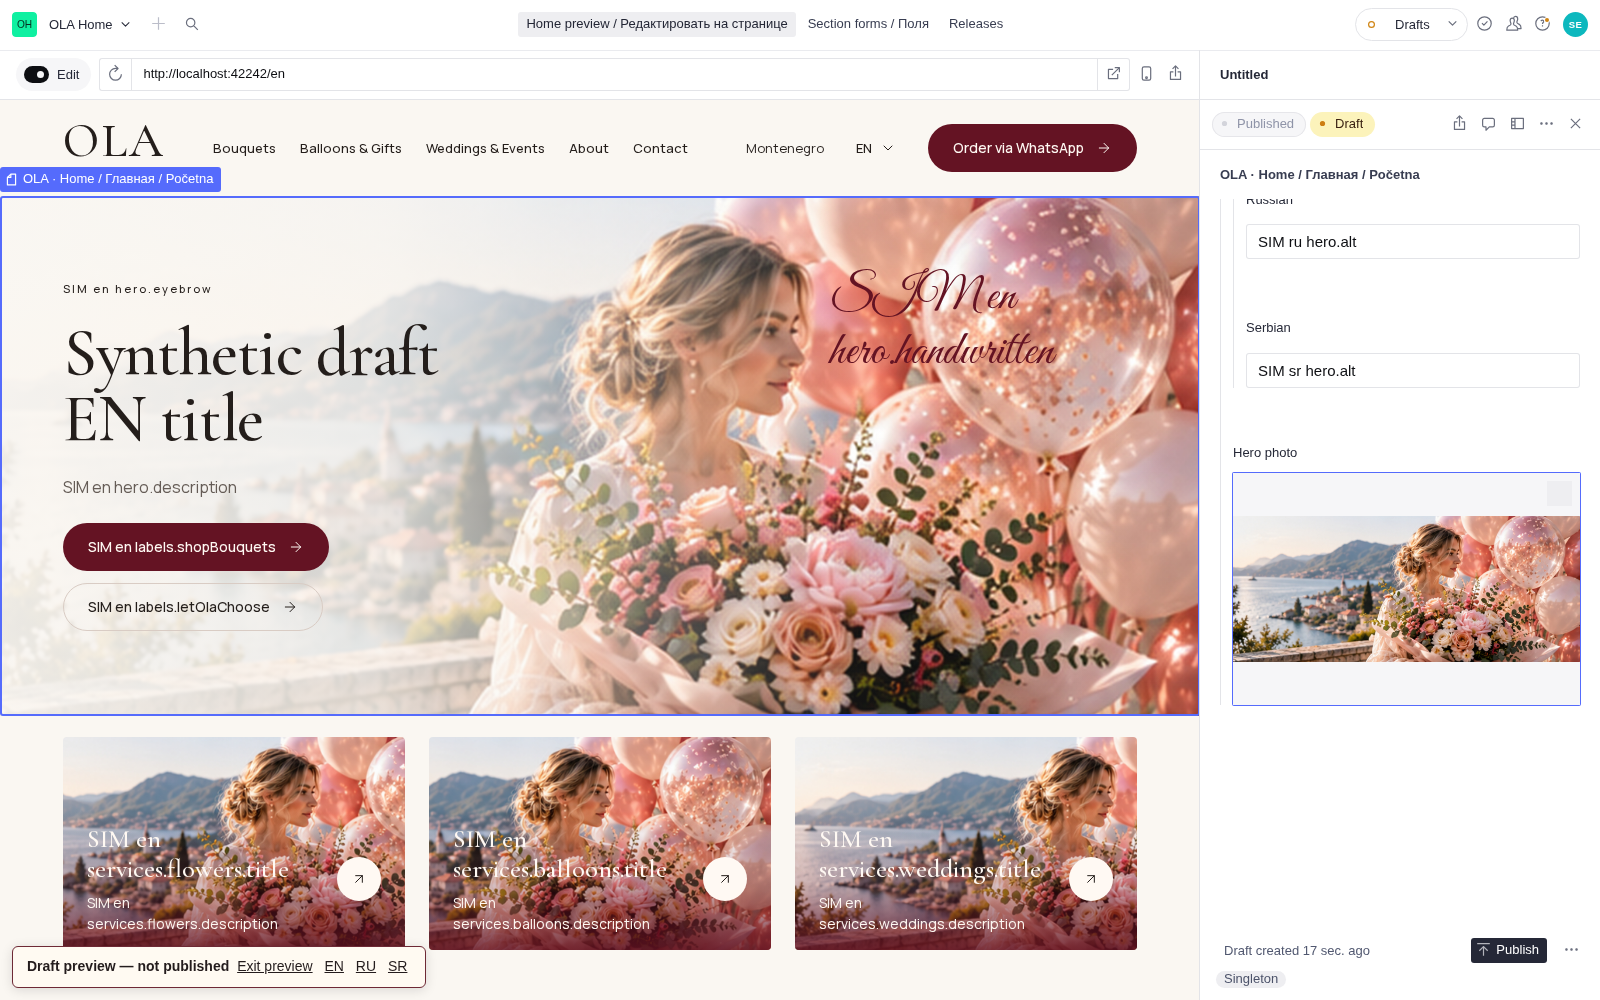 OH OLA Home
Home preview / Редактировать на странице
Section forms / Поля
Releases
Drafts
SE
Edit
http://localhost:42242/en
Untitled
OLA
Bouquets
Balloons & Gifts
Weddings & Events
About
Contact
Montenegro
EN
Order via WhatsApp
OLA · Home / Главная / Početna
SIM en hero.eyebrow
Synthetic draft
EN title
SIM en hero.description
SIM en labels.shopBouquets
SIM en labels.letOlaChoose
SIM en
hero.handwritten
SIM en
services.flowers.title
SIM en
services.flowers.description
SIM en
services.balloons.title
SIM en
services.balloons.description
SIM en
services.weddings.title
SIM en
services.weddings.description
Draft preview — not published Exit preview EN RU SR
Published
Draft
OLA · Home / Главная / Početna
Russian
SIM ru hero.alt
Serbian
SIM sr hero.alt
Hero photo
Draft created 17 sec. ago
Publish
Singleton